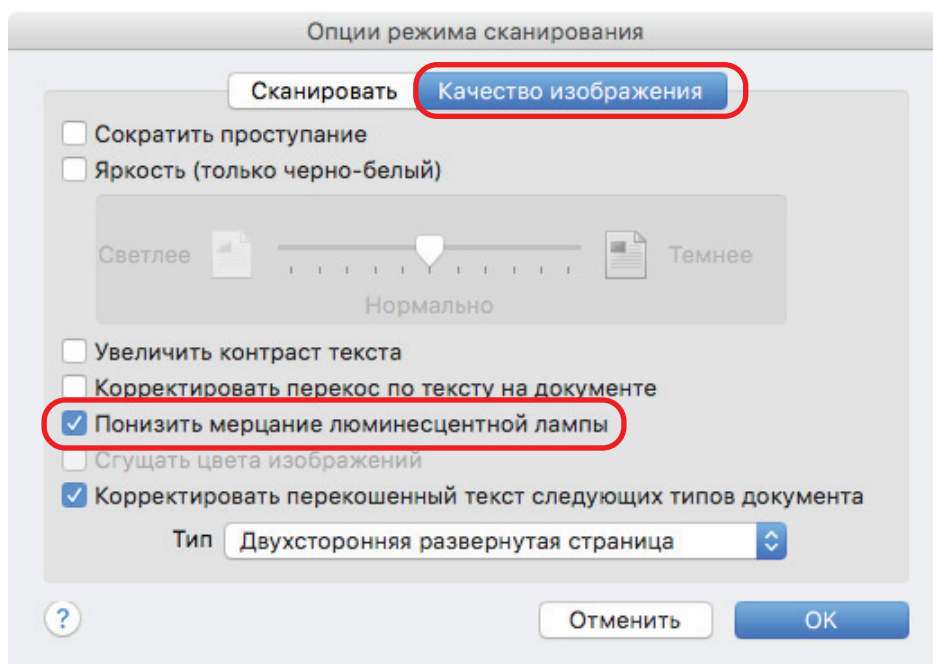 Опции режима сканирования
Сканировать Качество изображения
Сократить проступание
Яркость (только черно-белый)
Светлее Темнее
Нормально
Увеличить контраст текста
Корректировать перекос по тексту на документе
Понизить мерцание люминесцентной лампы
Сгущать цвета изображений
Корректировать перекошенный текст следующих типов документа
Тип Двухсторонняя развернутая страница
? Отменить OK